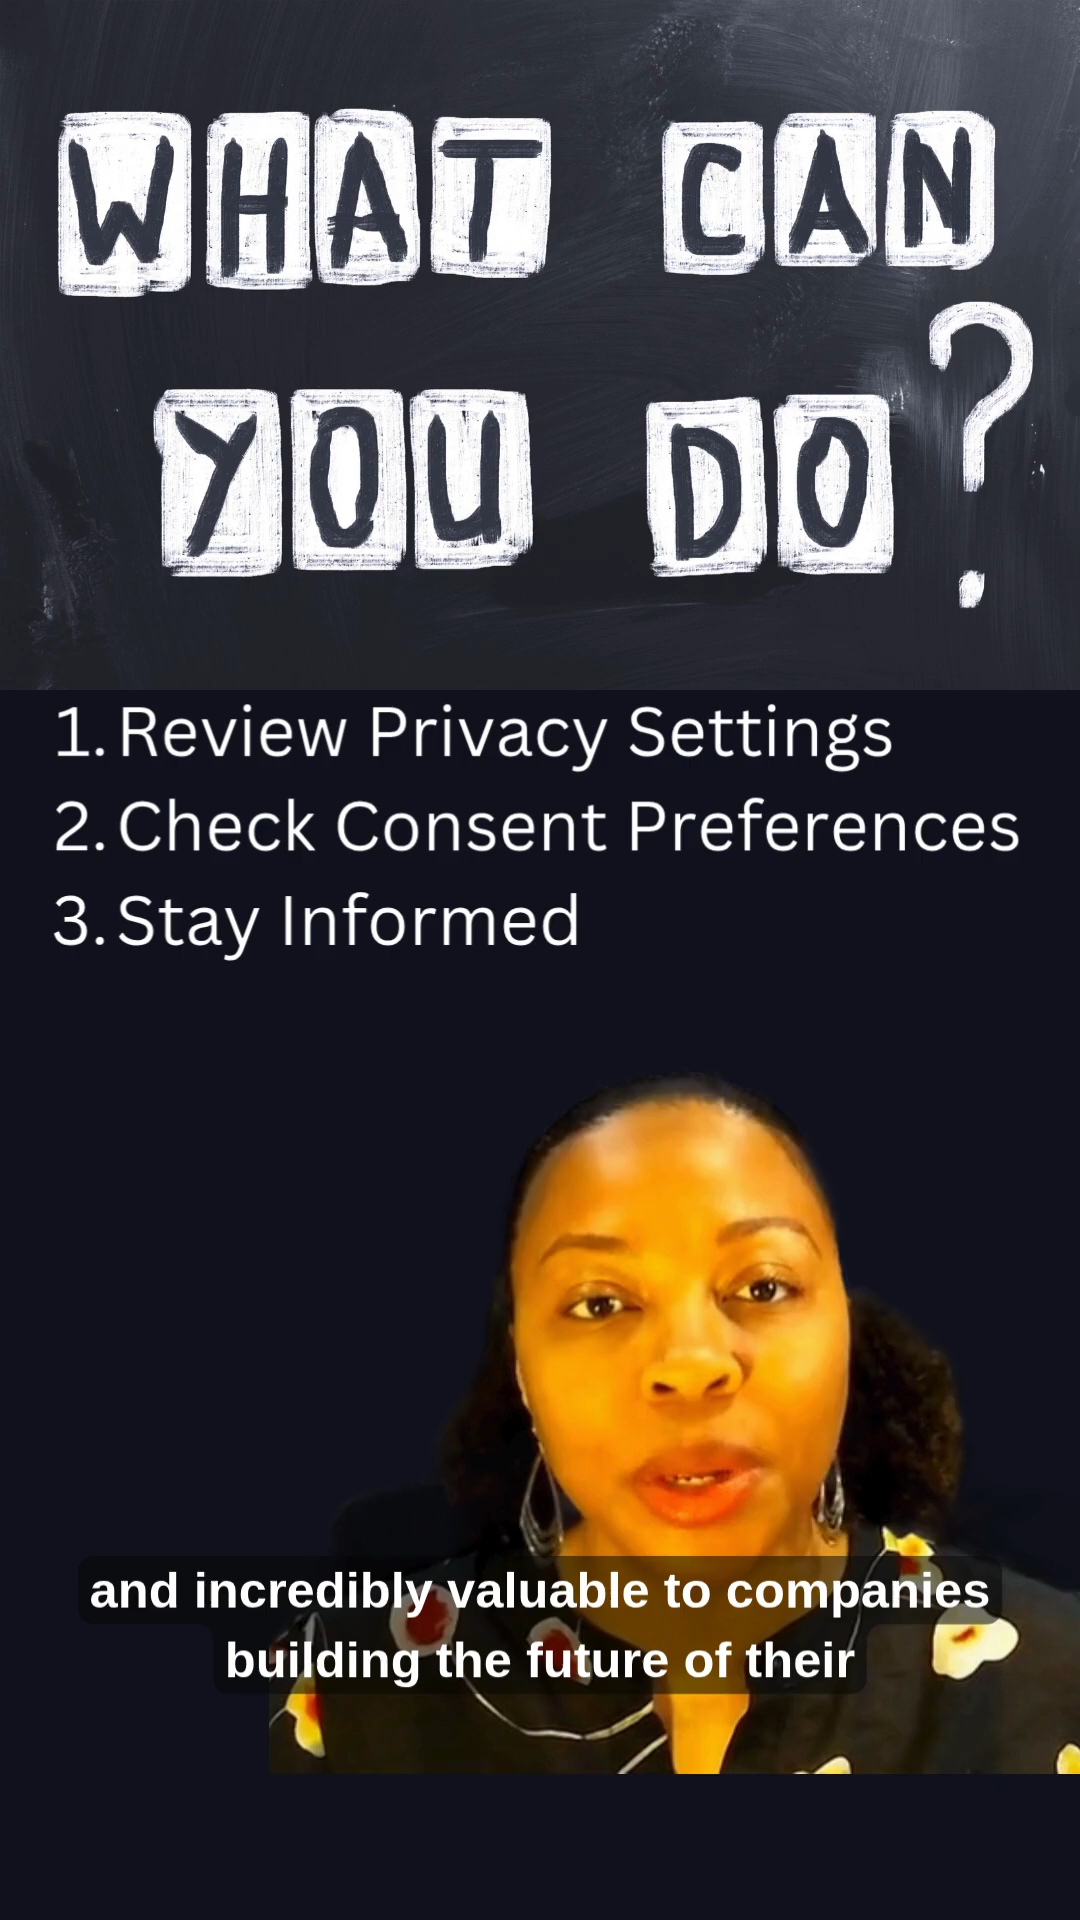 WHAT CAN
YOU DO?
1. Review Privacy Settings
2. Check Consent Preferences
3. Stay Informed
and incredibly valuable to companies
building the future of their